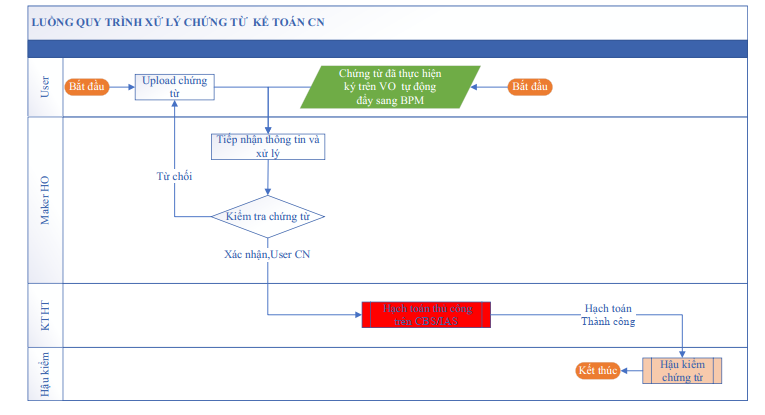 LUỒNG QUY TRÌNH XỬ LÝ CHỨNG TỪ KẾ TOÁN CN
User
Bắt đầu
Upload chứng
từ
Chứng từ đã thực hiện
ký trên VO tự động
đẩy sang BPM
Bắt đầu
Maker HO
Tiếp nhận thông tin và
xử lý
Từ chối
Kiểm tra chứng từ
Xác nhận,User CN
KTHT
Hạch toán thủ công
trên CBS/IAS
Hạch toán
Thành công
Hậu kiểm
Kết thúc
Hậu kiểm
chứng từ